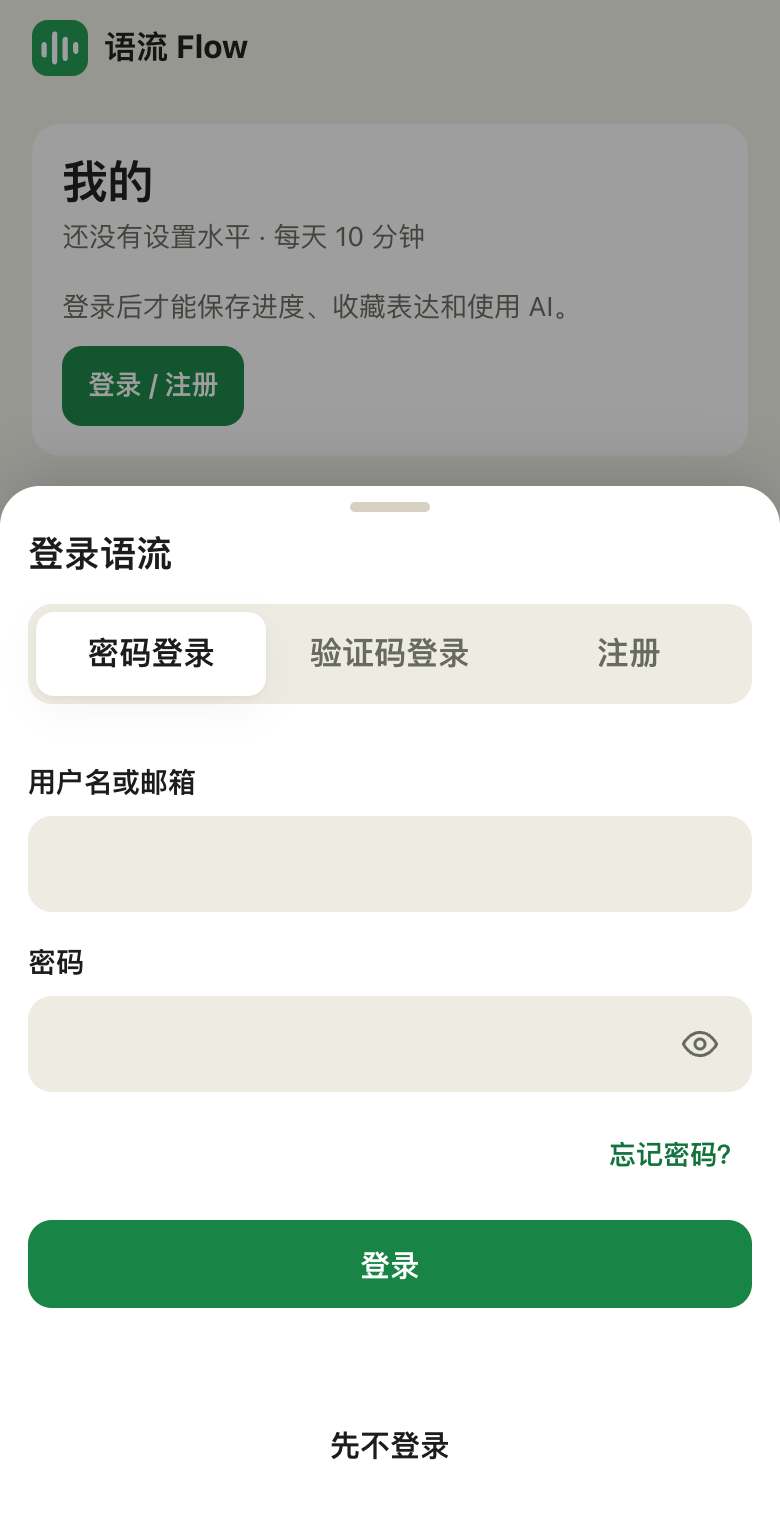 语流 Flow
我的
还没有设置水平 · 每天 10 分钟
登录后才能保存进度、收藏表达和使用 AI。
登录 / 注册
登录语流
密码登录 验证码登录 注册
用户名或邮箱
密码
忘记密码?
登录
先不登录